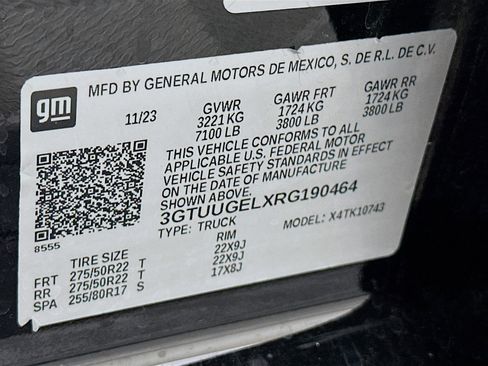 gm
MFD BY GENERAL MOTORS DE MEXICO, S. DE R.L. DE C.V.
11/23 GVWR GAWR FRT GAWR RR
3221 KG 1724 KG 1724 KG
7100 LB 3800 LB 3800 LB
THIS VEHICLE CONFORMS TO ALL
APPLICABLE U.S. FEDERAL MOTOR
VEHICLE SAFETY STANDARDS IN EFFECT
ON THE DATE OF MANUFACTURE
SHOWN ABOVE.
3GTUUGELXRG190464
TYPE: TRUCK MODEL: X4TK10743
8555
TIRE SIZE RIM
FRT 275/50R22 T 22X9J
RR 275/50R22 T 22X9J
SPA 255/80R17 S 17X8J